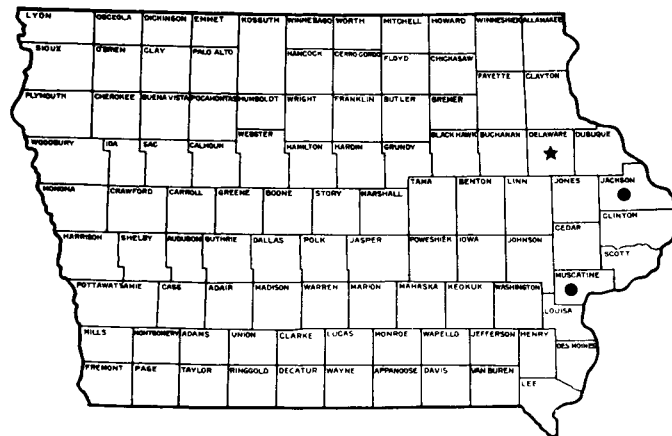 LYON OSCEOLA DICKINSON EMMET KOSSUTH WINNEBAGO WORTH MITCHELL HOWARD WINNESHIEK ALLAMAKEE
SIOUX O'BRIEN CLAY PALO ALTO HANCOCK CERRO GORDO FLOYD CHICKASAW
FAYETTE CLAYTON
PLYMOUTH CHEROKEE BUENA VISTA POCAHONTAS HUMBOLDT WRIGHT FRANKLIN BUTLER BREMER
WEBSTER BLACK HAWK BUCHANAN DELAWARE DUBUQUE
WOODBURY IDA SAC CALHOUN HAMILTON HARDIN GRUNDY
TAMA BENTON LINN JONES JACKSON
MONONA CRAWFORD CARROLL GREENE BOONE STORY MARSHALL
CLINTON
CEDAR
HARRISON SHELBY AUDUBON GUTHRIE DALLAS POLK JASPER POWESHIEK IOWA JOHNSON
SCOTT
MUSCATINE
POTTAWATTAMIE CASS ADAIR MADISON WARREN MARION MAHASKA KEOKUK WASHINGTON
LOUISA
MILLS MONTGOMERY ADAMS UNION CLARKE LUCAS MONROE WAPELLO JEFFERSON HENRY
DES MOINES
FREMONT PAGE TAYLOR RINGGOLD DECATUR WAYNE APPANOOSE DAVIS VAN BUREN
LEE